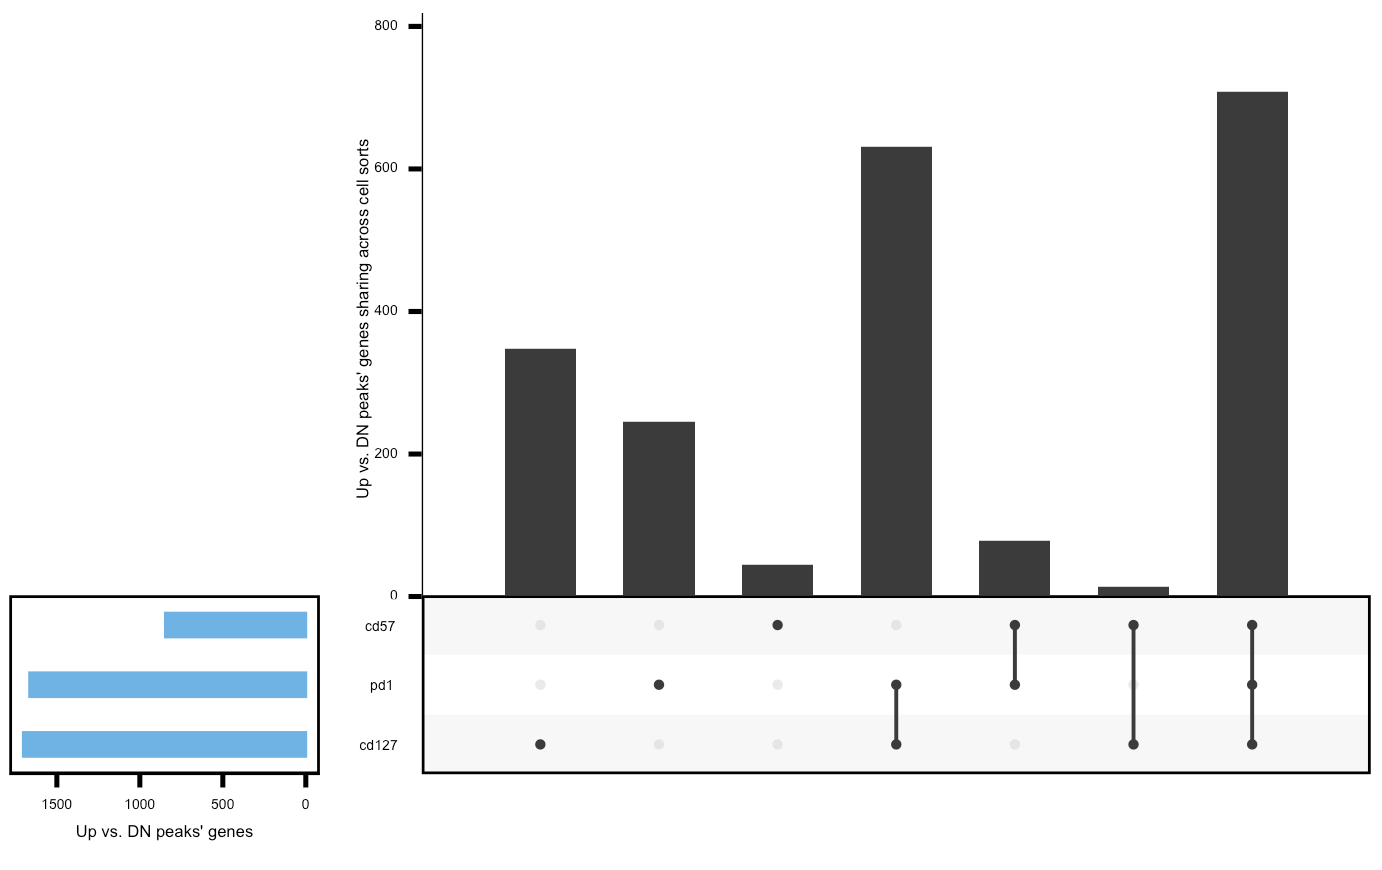 800
600
400
200
0
Up vs. DN peaks' genes sharing across cell sorts
cd57
pd1
cd127
1500 1000 500 0
Up vs. DN peaks' genes